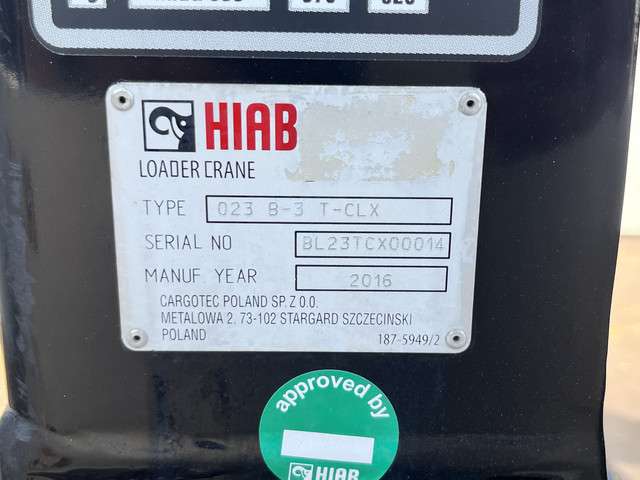 HIAB
LOADER CRANE
TYPE 023 B-3 T-CLX
SERIAL NO BL23TCX00014
MANUF YEAR 2016
CARGOTEC POLAND SP. Z O.O.
METALOWA 2. 73-102 STARGARD SZCZECINSKI
POLAND
187-5949/2
approved by
HIAB